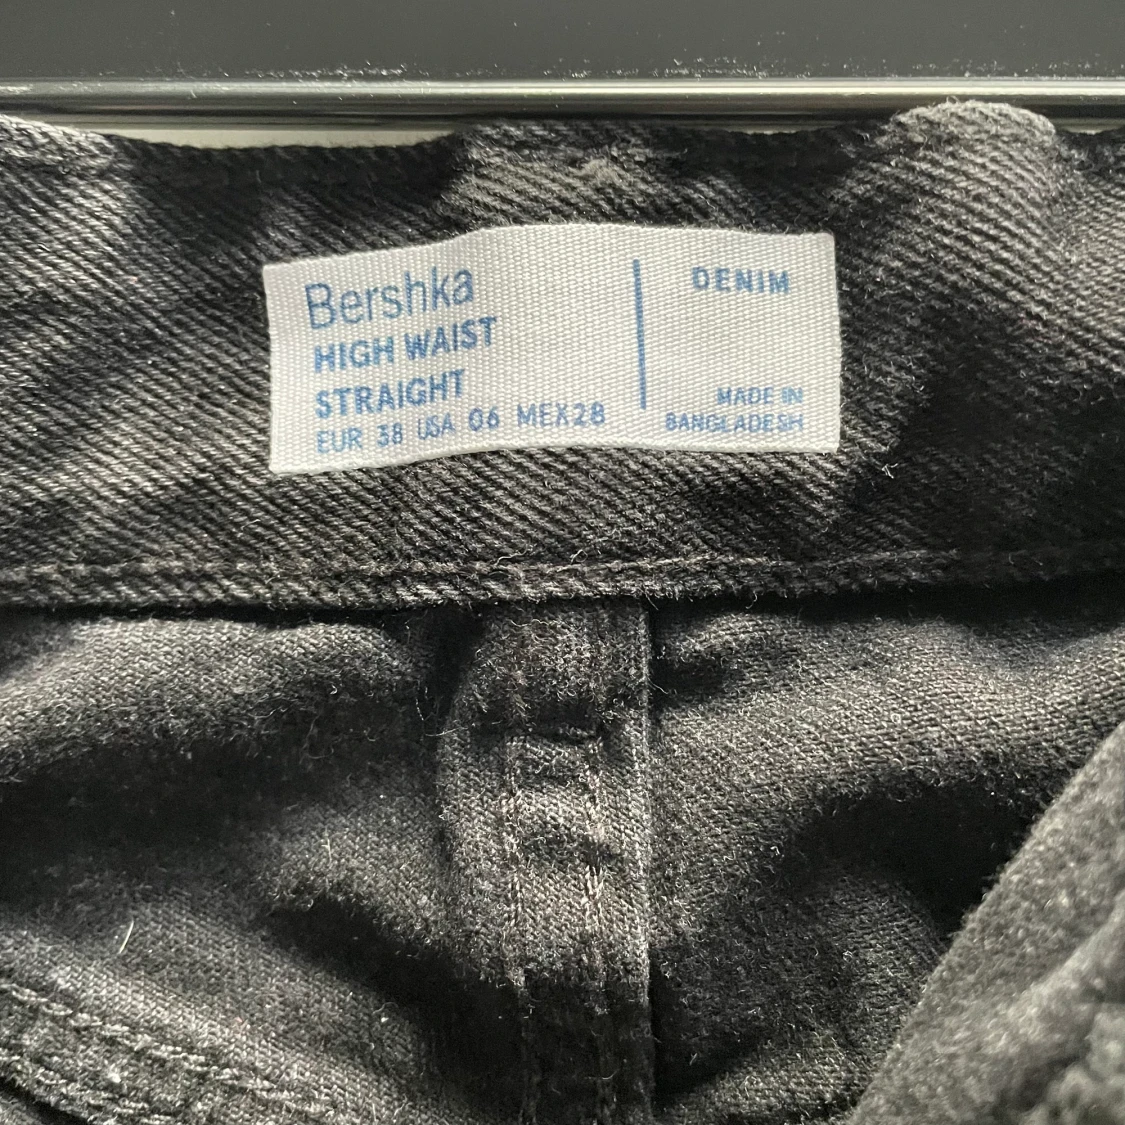 Bershka
HIGH WAIST
STRAIGHT
EUR 38 USA 06 MEX28
DENIM
MADE IN
BANGLADESH